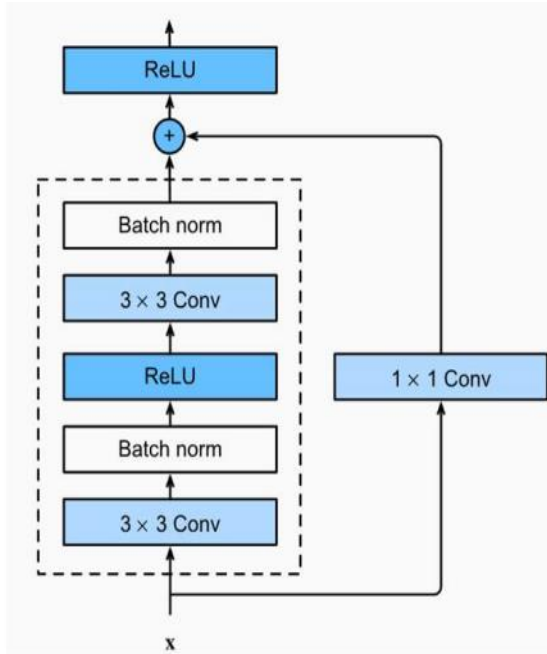 ReLU
+
Batch norm
3 × 3 Conv
ReLU
1 × 1 Conv
Batch norm
3 × 3 Conv
x